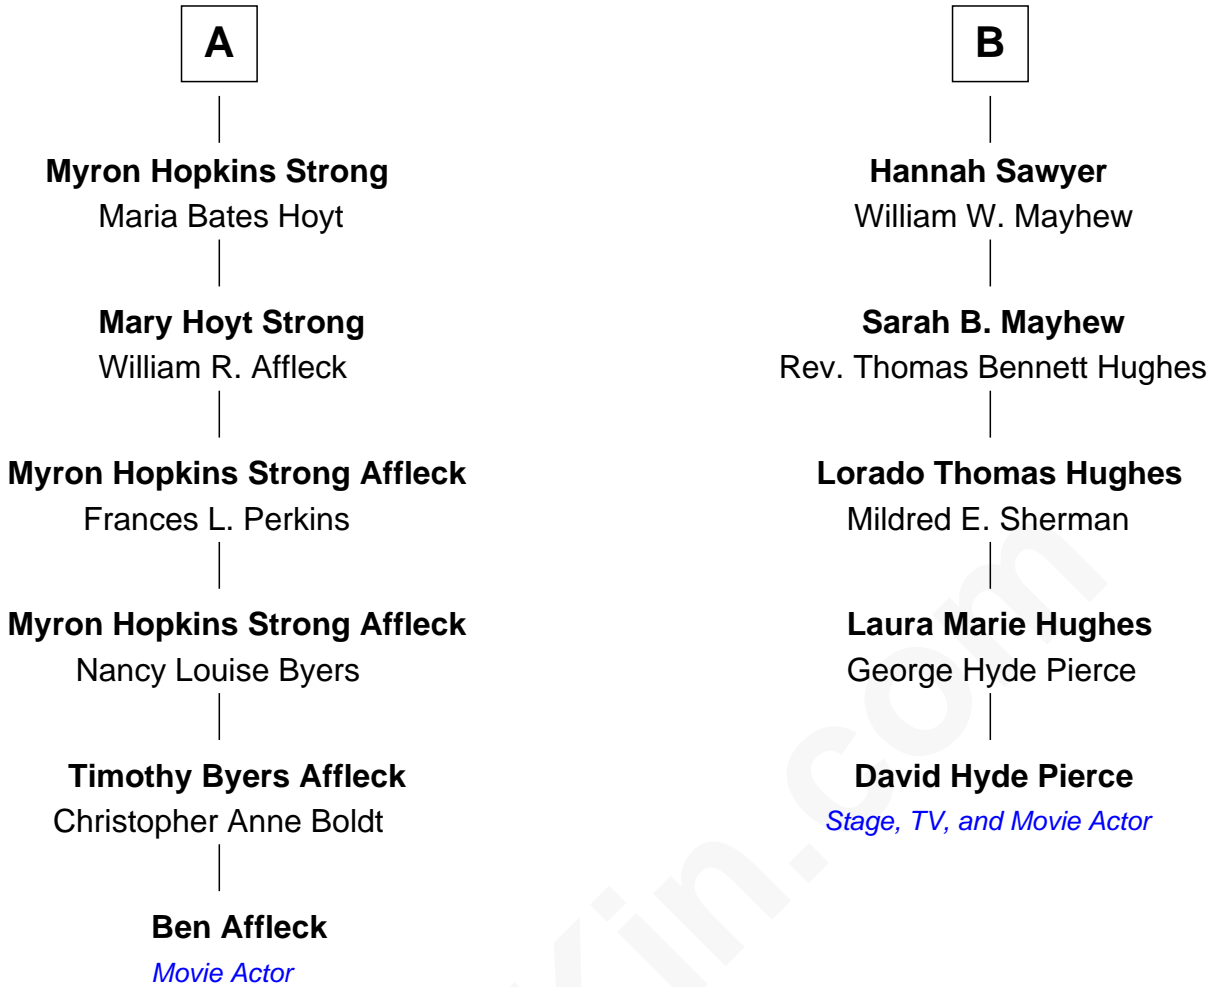 A
Myron Hopkins Strong
Maria Bates Hoyt
Mary Hoyt Strong
William R. Affleck
Myron Hopkins Strong Affleck
Frances L. Perkins
Myron Hopkins Strong Affleck
Nancy Louise Byers
Timothy Byers Affleck
Christopher Anne Boldt
Ben Affleck
Movie Actor
B
Hannah Sawyer
William W. Mayhew
Sarah B. Mayhew
Rev. Thomas Bennett Hughes
Lorado Thomas Hughes
Mildred E. Sherman
Laura Marie Hughes
George Hyde Pierce
David Hyde Pierce
Stage, TV, and Movie Actor